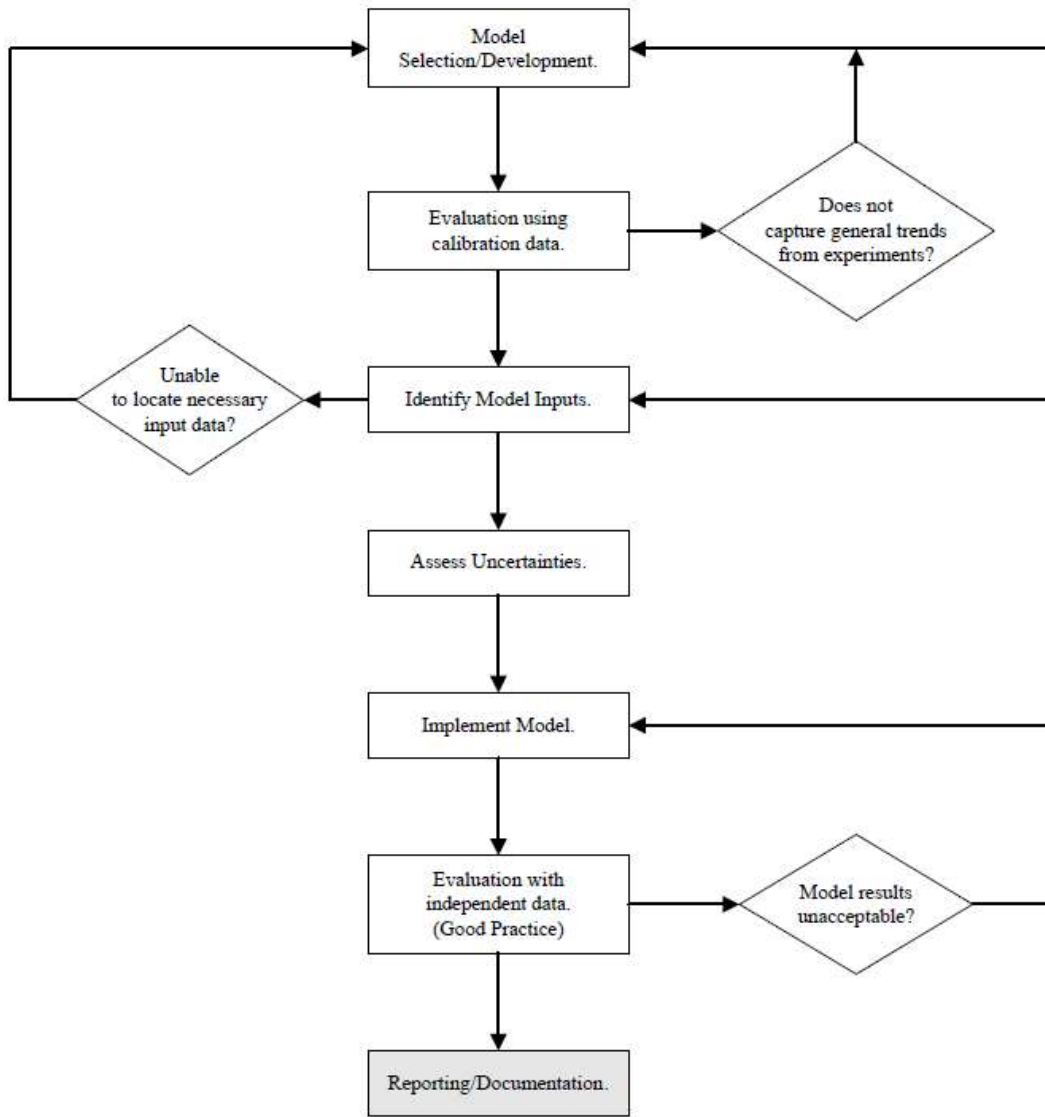 Model
Selection/Development.
Evaluation using
calibration data.
Does not
capture general trends
from experiments?
Unable
to locate necessary
input data?
Identify Model Inputs.
Assess Uncertainties.
Implement Model.
Evaluation with
independent data.
(Good Practice)
Model results
unacceptable?
Reporting/Documentation.